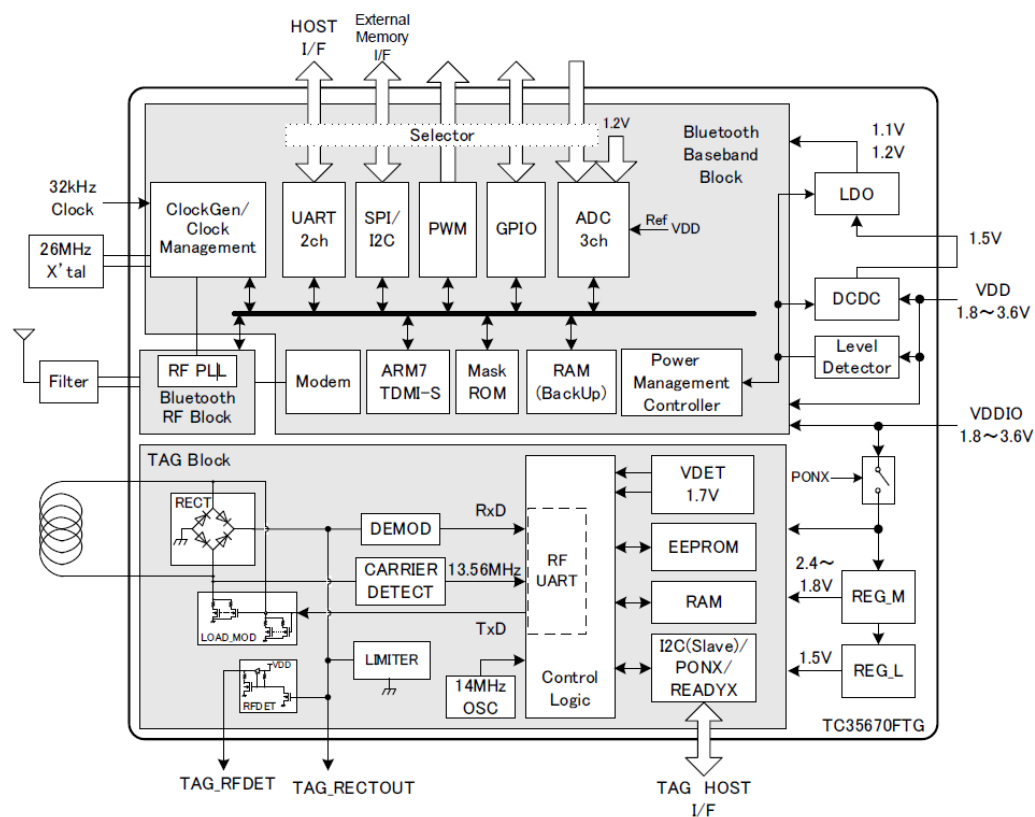 HOST
I/F
External
Memory
I/F
Selector
1.2V
Bluetooth
Baseband
Block
1.1V
1.2V
32kHz
Clock
ClockGen/
Clock
Management
UART
2ch
SPI/
I2C
PWM
GPIO
ADC
3ch
Ref
VDD
LDO
1.5V
26MHz
X'tal
DCDC
VDD
1.8～3.6V
Filter
RF PLL
Bluetooth
RF Block
Modem
ARM7
TDMI-S
Mask
ROM
RAM
(BackUp)
Power
Management
Controller
Level
Detector
VDDIO
1.8～3.6V
TAG Block
RECT
DEMOD
RxD
VDET
1.7V
PONX
CARRIER
DETECT
13.56MHz
RF
UART
EEPROM
2.4～
1.8V
REG_M
LOAD_MOD
TxD
RAM
VDD
RFDET
LIMITER
14MHz
OSC
Control
Logic
I2C(Slave)/
PONX/
READYX
1.5V
REG_L
TC35670FTG
TAG_RFDET
TAG_RECTOUT
TAG HOST
I/F